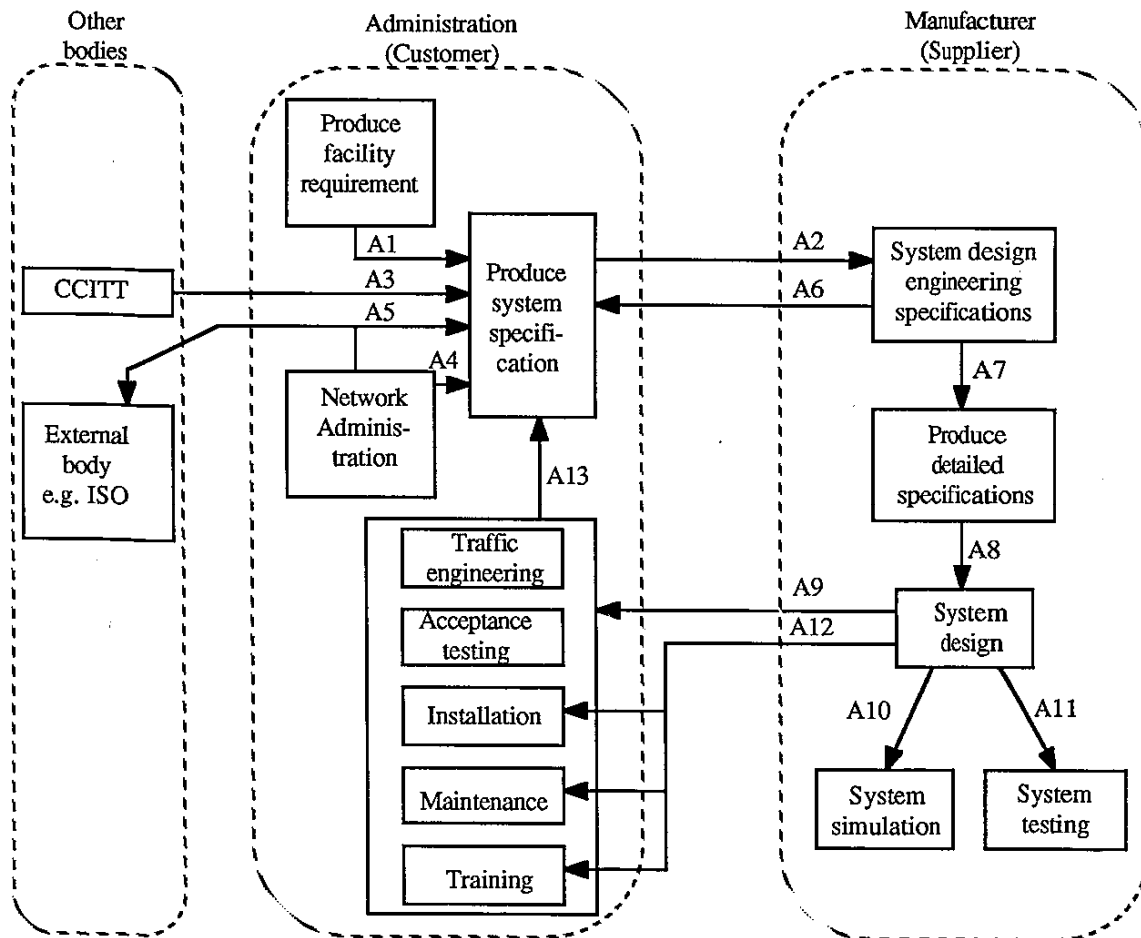 Other
bodies
Administration
(Customer)
Manufacturer
(Supplier)
Produce
facility
requirement
A1
CCITT
A3
A5
A4
External
body
e.g. ISO
Network
Adminis-
tration
Produce
system
specifi-
cation
A13
A2
A6
System design
engineering
specifications
A7
Produce
detailed
specifications
A8
A9
A12
System
design
A10
A11
System
simulation
System
testing
Traffic
engineering
Acceptance
testing
Installation
Maintenance
Training